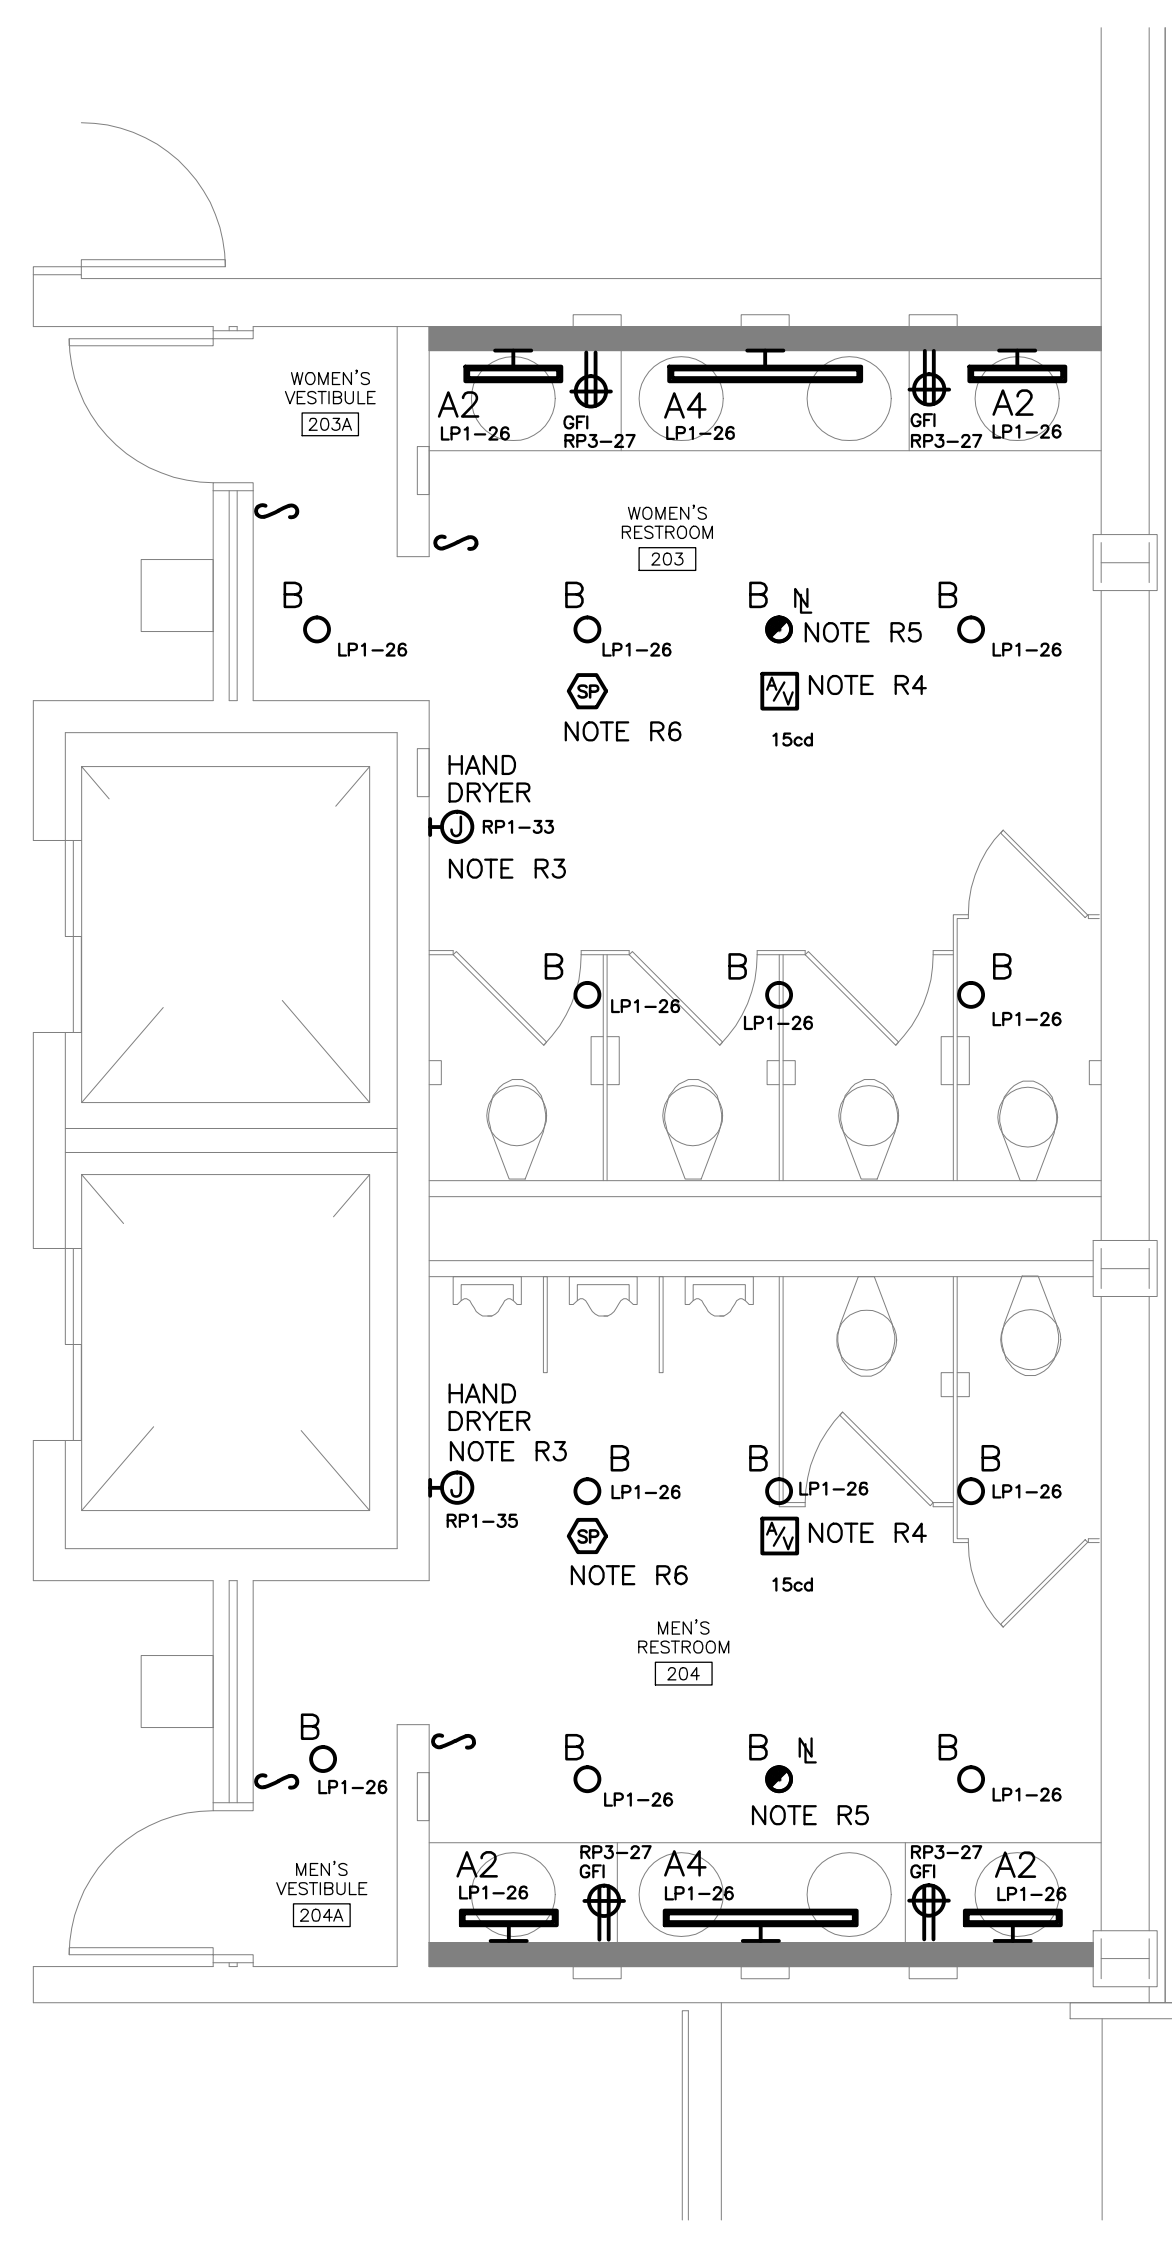 WOMEN'S
VESTIBULE
203A
A2
LP1-26
GFI
RP3-27
A4
LP1-26
GFI
RP3-27
A2
LP1-26
S
S
WOMEN'S
RESTROOM
203
B
LP1-26
B
LP1-26
B NL
NOTE R5
B
LP1-26
SP
NOTE R6
A/V NOTE R4
15cd
HAND
DRYER
J RP1-33
NOTE R3
B
LP1-26
B
LP1-26
B
LP1-26
HAND
DRYER
NOTE R3
J
RP1-35
B
LP1-26
B
LP1-26
B
LP1-26
SP
NOTE R6
A/V NOTE R4
15cd
MEN'S
RESTROOM
204
B
LP1-26
S
S
B
LP1-26
B NL
NOTE R5
B
LP1-26
MEN'S
VESTIBULE
204A
A2
LP1-26
RP3-27
GFI
A4
LP1-26
RP3-27
GFI
A2
LP1-26